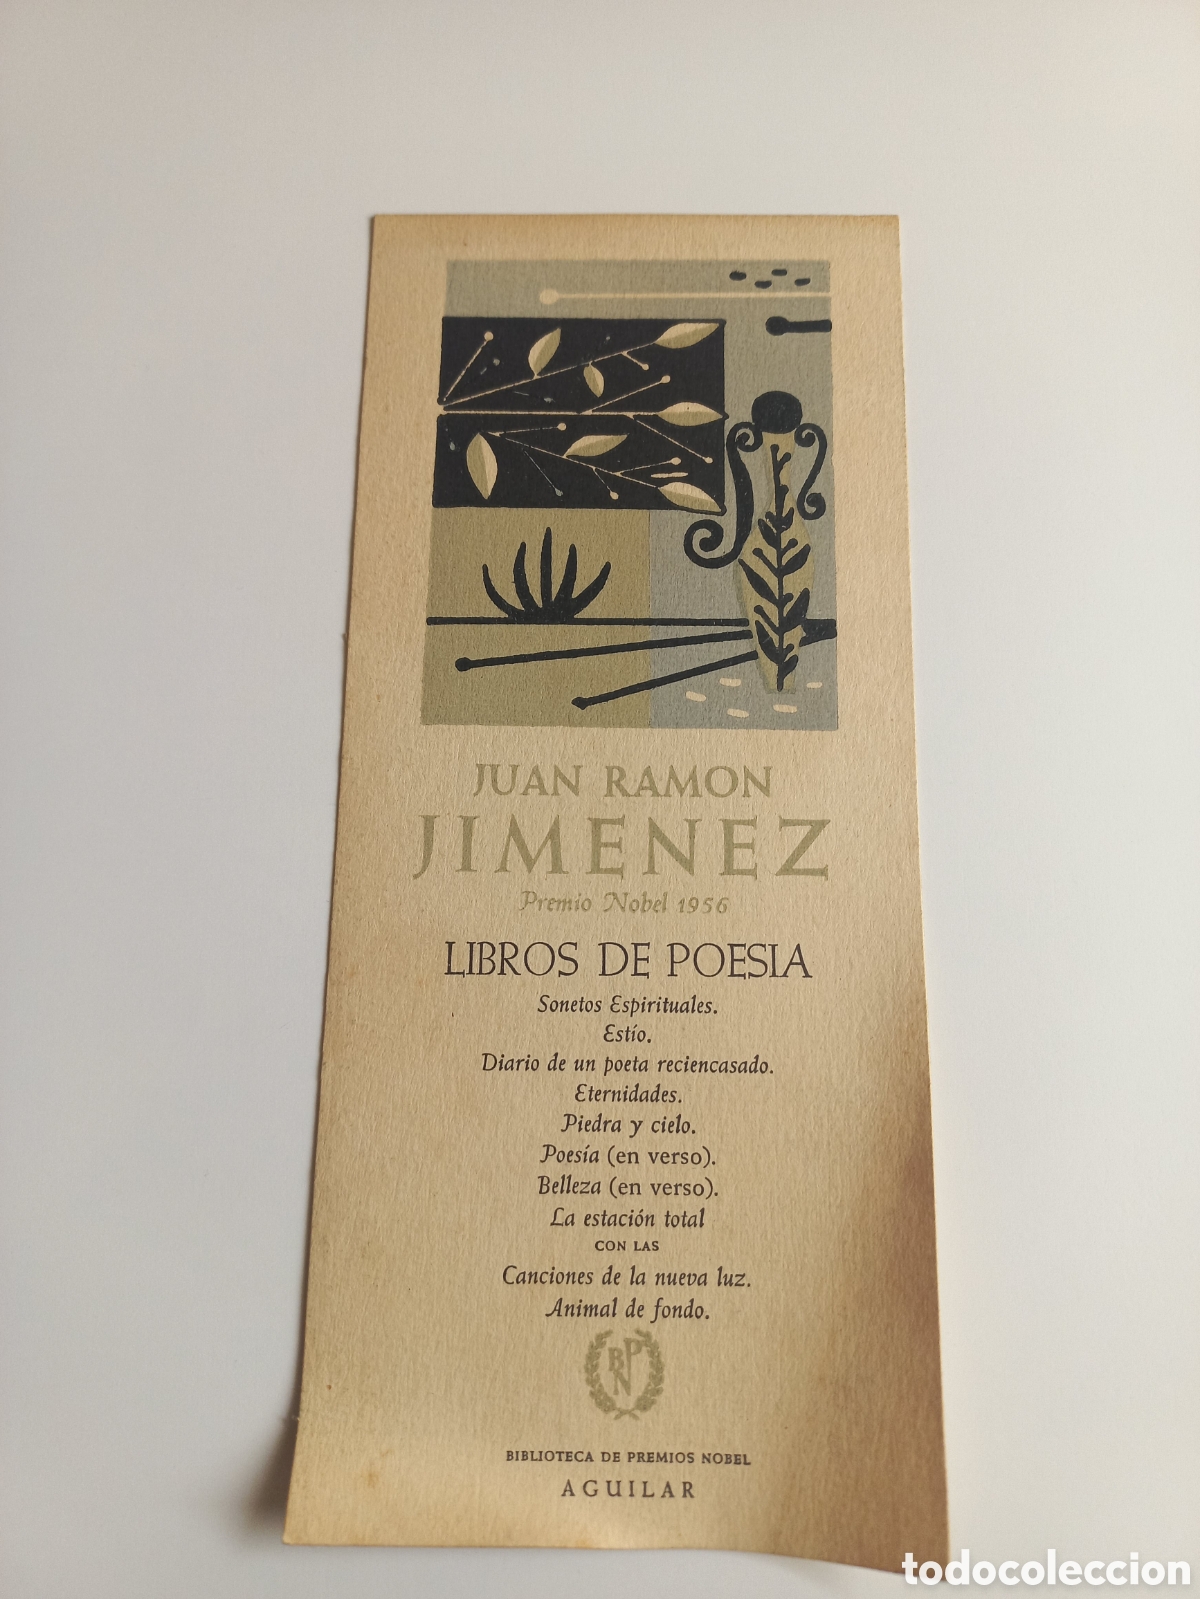 JUAN RAMON
JIMENEZ
Premio Nobel 1956
LIBROS DE POESIA
Sonetos Espirituales.
Estío.
Diario de un poeta reciencasado.
Eternidades.
Piedra y cielo.
Poesía (en verso).
Belleza (en verso).
La estación total
CON LAS
Canciones de la nueva luz.
Animal de fondo.
BPN
BIBLIOTECA DE PREMIOS NOBEL
AGUILAR
todocoleccion